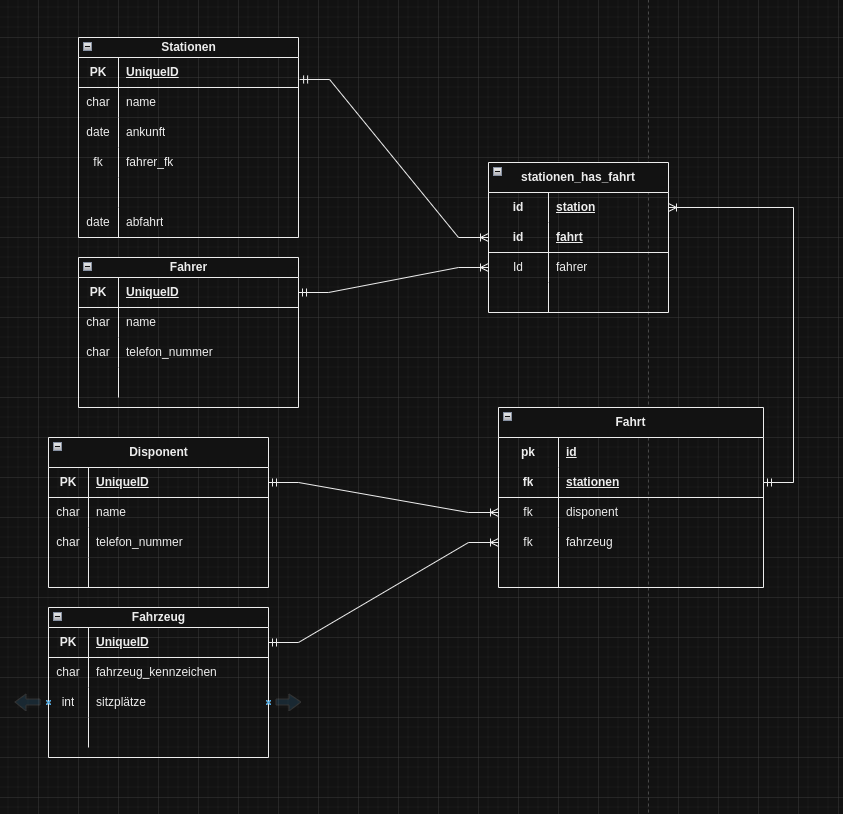 Stationen
PK UniqueID
char name
date ankunft
fk fahrer_fk
date abfahrt
stationen_has_fahrt
id station
id fahrt
Id fahrer
Fahrer
PK UniqueID
char name
char telefon_nummer
Disponent
PK UniqueID
char name
char telefon_nummer
Fahrt
pk id
fk stationen
fk disponent
fk fahrzeug
Fahrzeug
PK UniqueID
char fahrzeug_kennzeichen
int sitzplätze